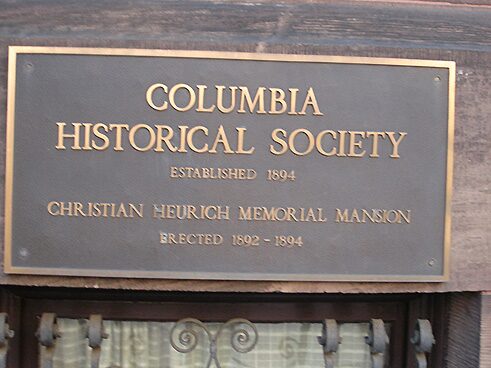 COLUMBIA
HISTORICAL SOCIETY
ESTABLISHED 1894
CHRISTIAN HEURICH MEMORIAL MANSION
ERECTED 1892 - 1894